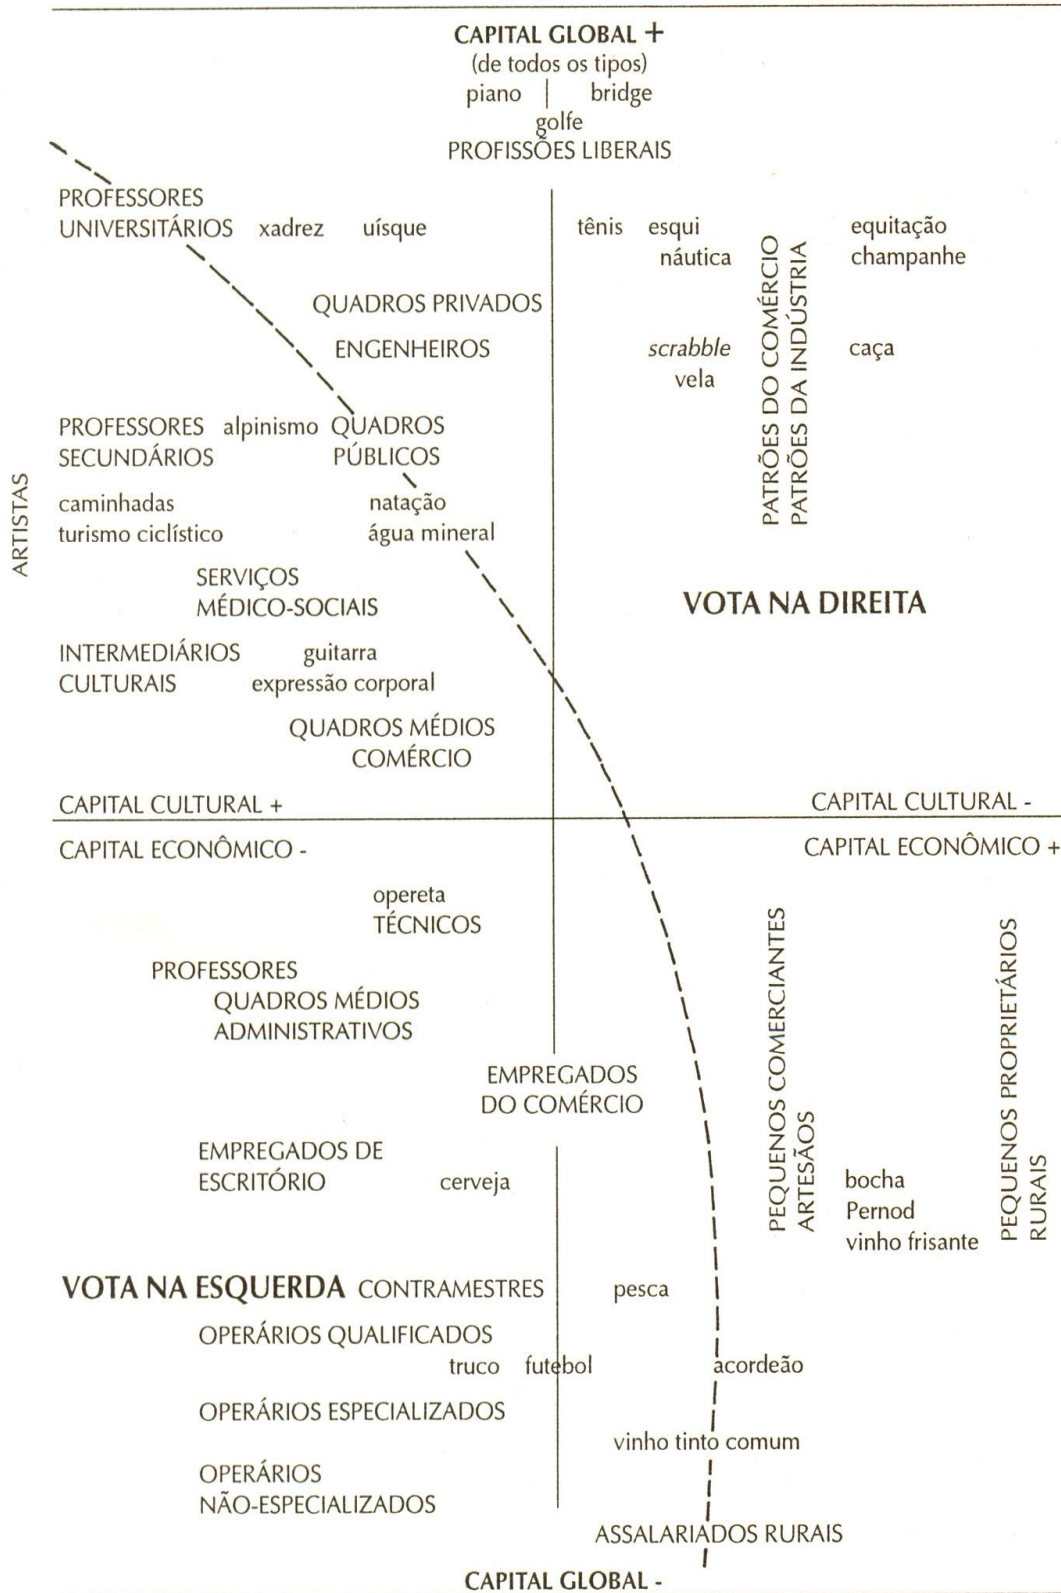 CAPITAL GLOBAL +
(de todos os tipos)
piano | bridge
golfe
PROFISSÕES LIBERAIS
PROFESSORES
UNIVERSITÁRIOS xadrez uísque
tênis esqui
náutica
equitação
champanhe
QUADROS PRIVADOS
ENGENHEIROS
scrabble
vela
PATRÕES DO COMÉRCIO
PATRÕES DA INDÚSTRIA
caça
PROFESSORES alpinismo QUADROS
SECUNDÁRIOS PÚBLICOS
ARTISTAS
caminhadas natação
turismo ciclístico água mineral
SERVIÇOS
MÉDICO-SOCIAIS
VOTA NA DIREITA
INTERMEDIÁRIOS guitarra
CULTURAIS expressão corporal
QUADROS MÉDIOS
COMÉRCIO
CAPITAL CULTURAL + CAPITAL CULTURAL -
CAPITAL ECONÔMICO - CAPITAL ECONÔMICO +
opereta
TÉCNICOS
PROFESSORES
QUADROS MÉDIOS
ADMINISTRATIVOS
EMPREGADOS
DO COMÉRCIO
PEQUENOS COMERCIANTES
ARTESÃOS
PEQUENOS PROPRIETÁRIOS
RURAIS
EMPREGADOS DE
ESCRITÓRIO cerveja
bocha
Pernod
vinho frisante
VOTA NA ESQUERDA CONTRAMESTRES pesca
OPERÁRIOS QUALIFICADOS
truco futebol acordeão
OPERÁRIOS ESPECIALIZADOS
vinho tinto comum
OPERÁRIOS
NÃO-ESPECIALIZADOS
ASSALARIADOS RURAIS
CAPITAL GLOBAL -